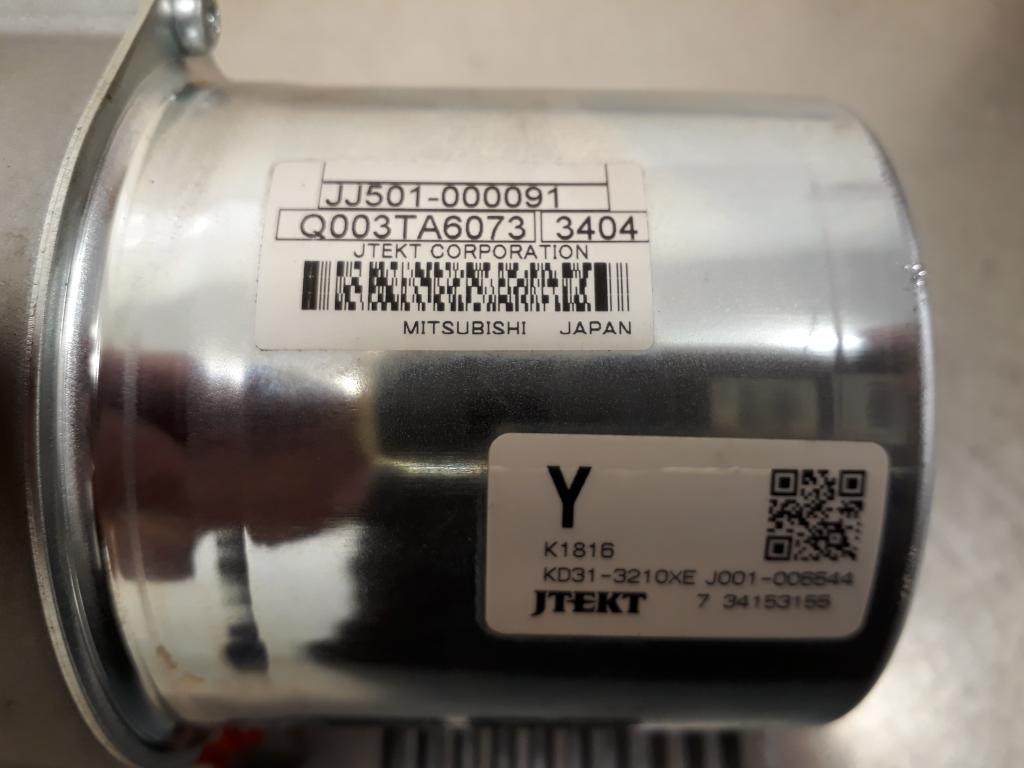 JJ501-000091
Q003TA6073 3404
JTEKT CORPORATION
MITSUBISHI JAPAN
Y
K1816
KD31-3210XE J001-006544
JTEKT 7 34153155